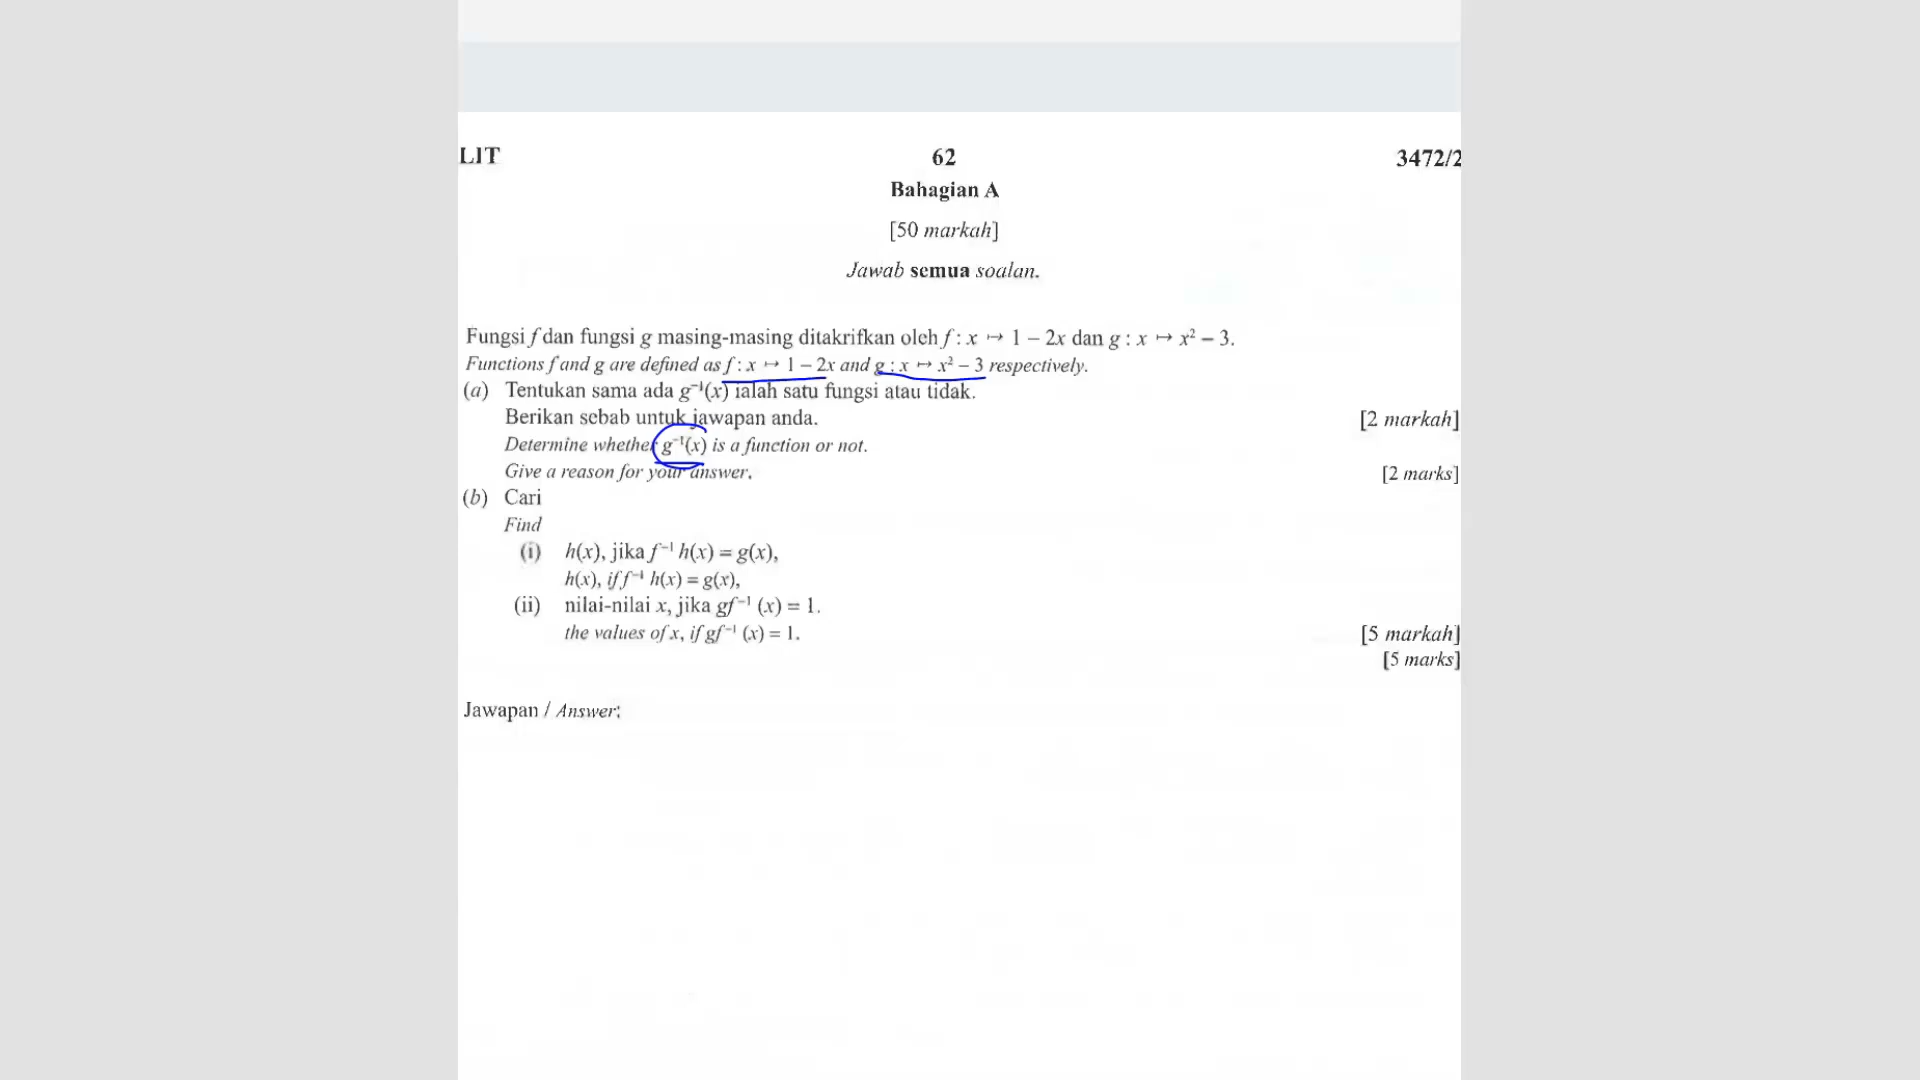 LIT 62 3472/2
Bahagian A
[50 markah]
Jawab semua soalan.
Fungsi f dan fungsi g masing-masing ditakrifkan oleh f : x ↦ 1 – 2x dan g : x ↦ x² – 3.
Functions f and g are defined as f : x ↦ 1 – 2x and g : x ↦ x² – 3 respectively.
(a) Tentukan sama ada g⁻¹(x) ialah satu fungsi atau tidak.
Berikan sebab untuk jawapan anda. [2 markah]
Determine whether g⁻¹(x) is a function or not.
Give a reason for your answer. [2 marks]
(b) Cari
Find
(i) h(x), jika f⁻¹ h(x) = g(x),
h(x), if f⁻¹ h(x) = g(x),
(ii) nilai-nilai x, jika gf⁻¹ (x) = 1.
the values of x, if gf⁻¹ (x) = 1. [5 markah]
[5 marks]
Jawapan / Answer: